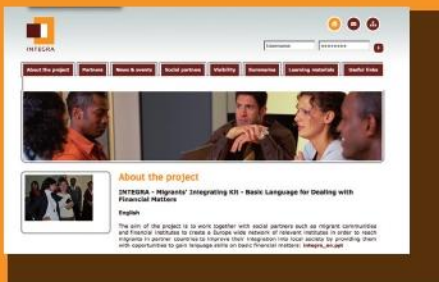 INTEGRA
Username
About the project
Partners
News & events
Social partners
Visibility
Summaries
Learning materials
Useful links
About the project
INTEGRA - Migrants' Integrating Kit - Basic Language for Dealing with
Financial Matters
English
The aim of the project is to work together with social partners such as migrant communities
and financial institutes to create a Europe wide network of relevant institutes in order to reach
migrants in partner countries to improve their integration into local society by providing them
with opportunities to gain language skills on basic financial matters: integra_en.ppt